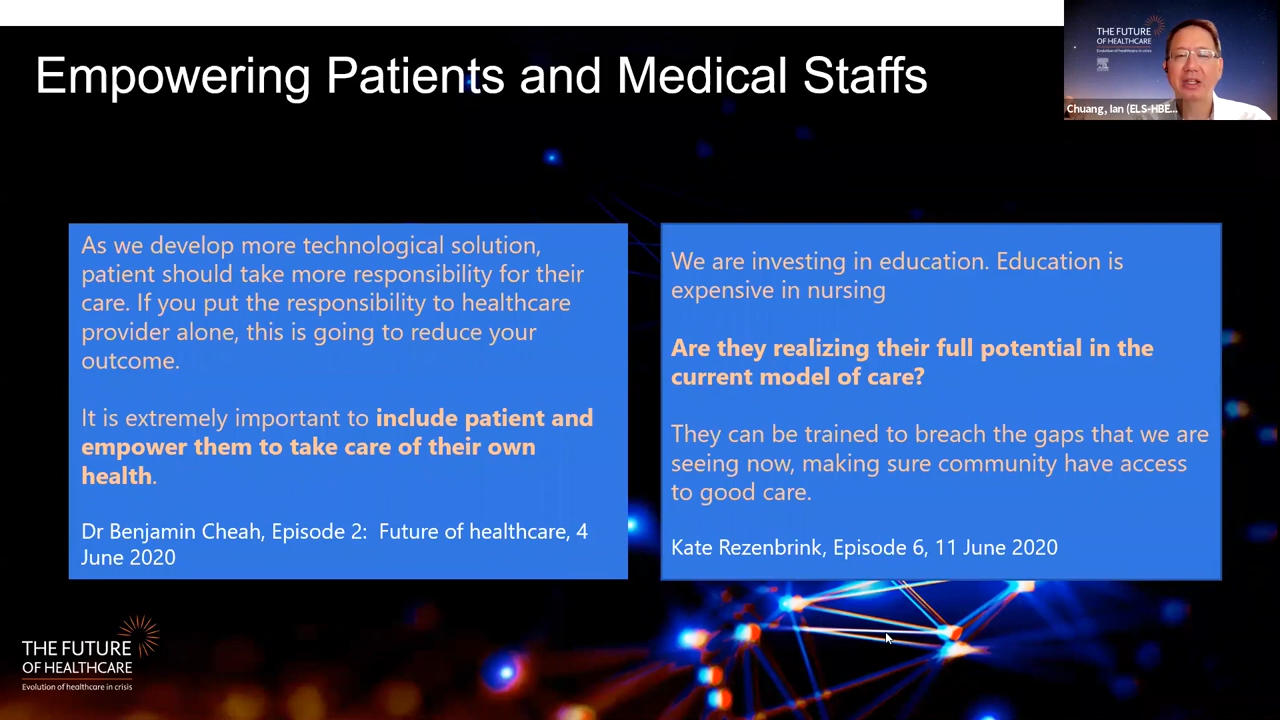 Empowering Patients and Medical Staffs
THE FUTURE
OF HEALTHCARE
Evolution of healthcare in crisis
Chuang, Ian (ELS-HBE...
As we develop more technological solution,
patient should take more responsibility for their
care. If you put the responsibility to healthcare
provider alone, this is going to reduce your
outcome.
It is extremely important to include patient and
empower them to take care of their own
health.
Dr Benjamin Cheah, Episode 2: Future of healthcare, 4
June 2020
We are investing in education. Education is
expensive in nursing
Are they realizing their full potential in the
current model of care?
They can be trained to breach the gaps that we are
seeing now, making sure community have access
to good care.
Kate Rezenbrink, Episode 6, 11 June 2020
THE FUTURE
OF HEALTHCARE
Evolution of healthcare in crisis